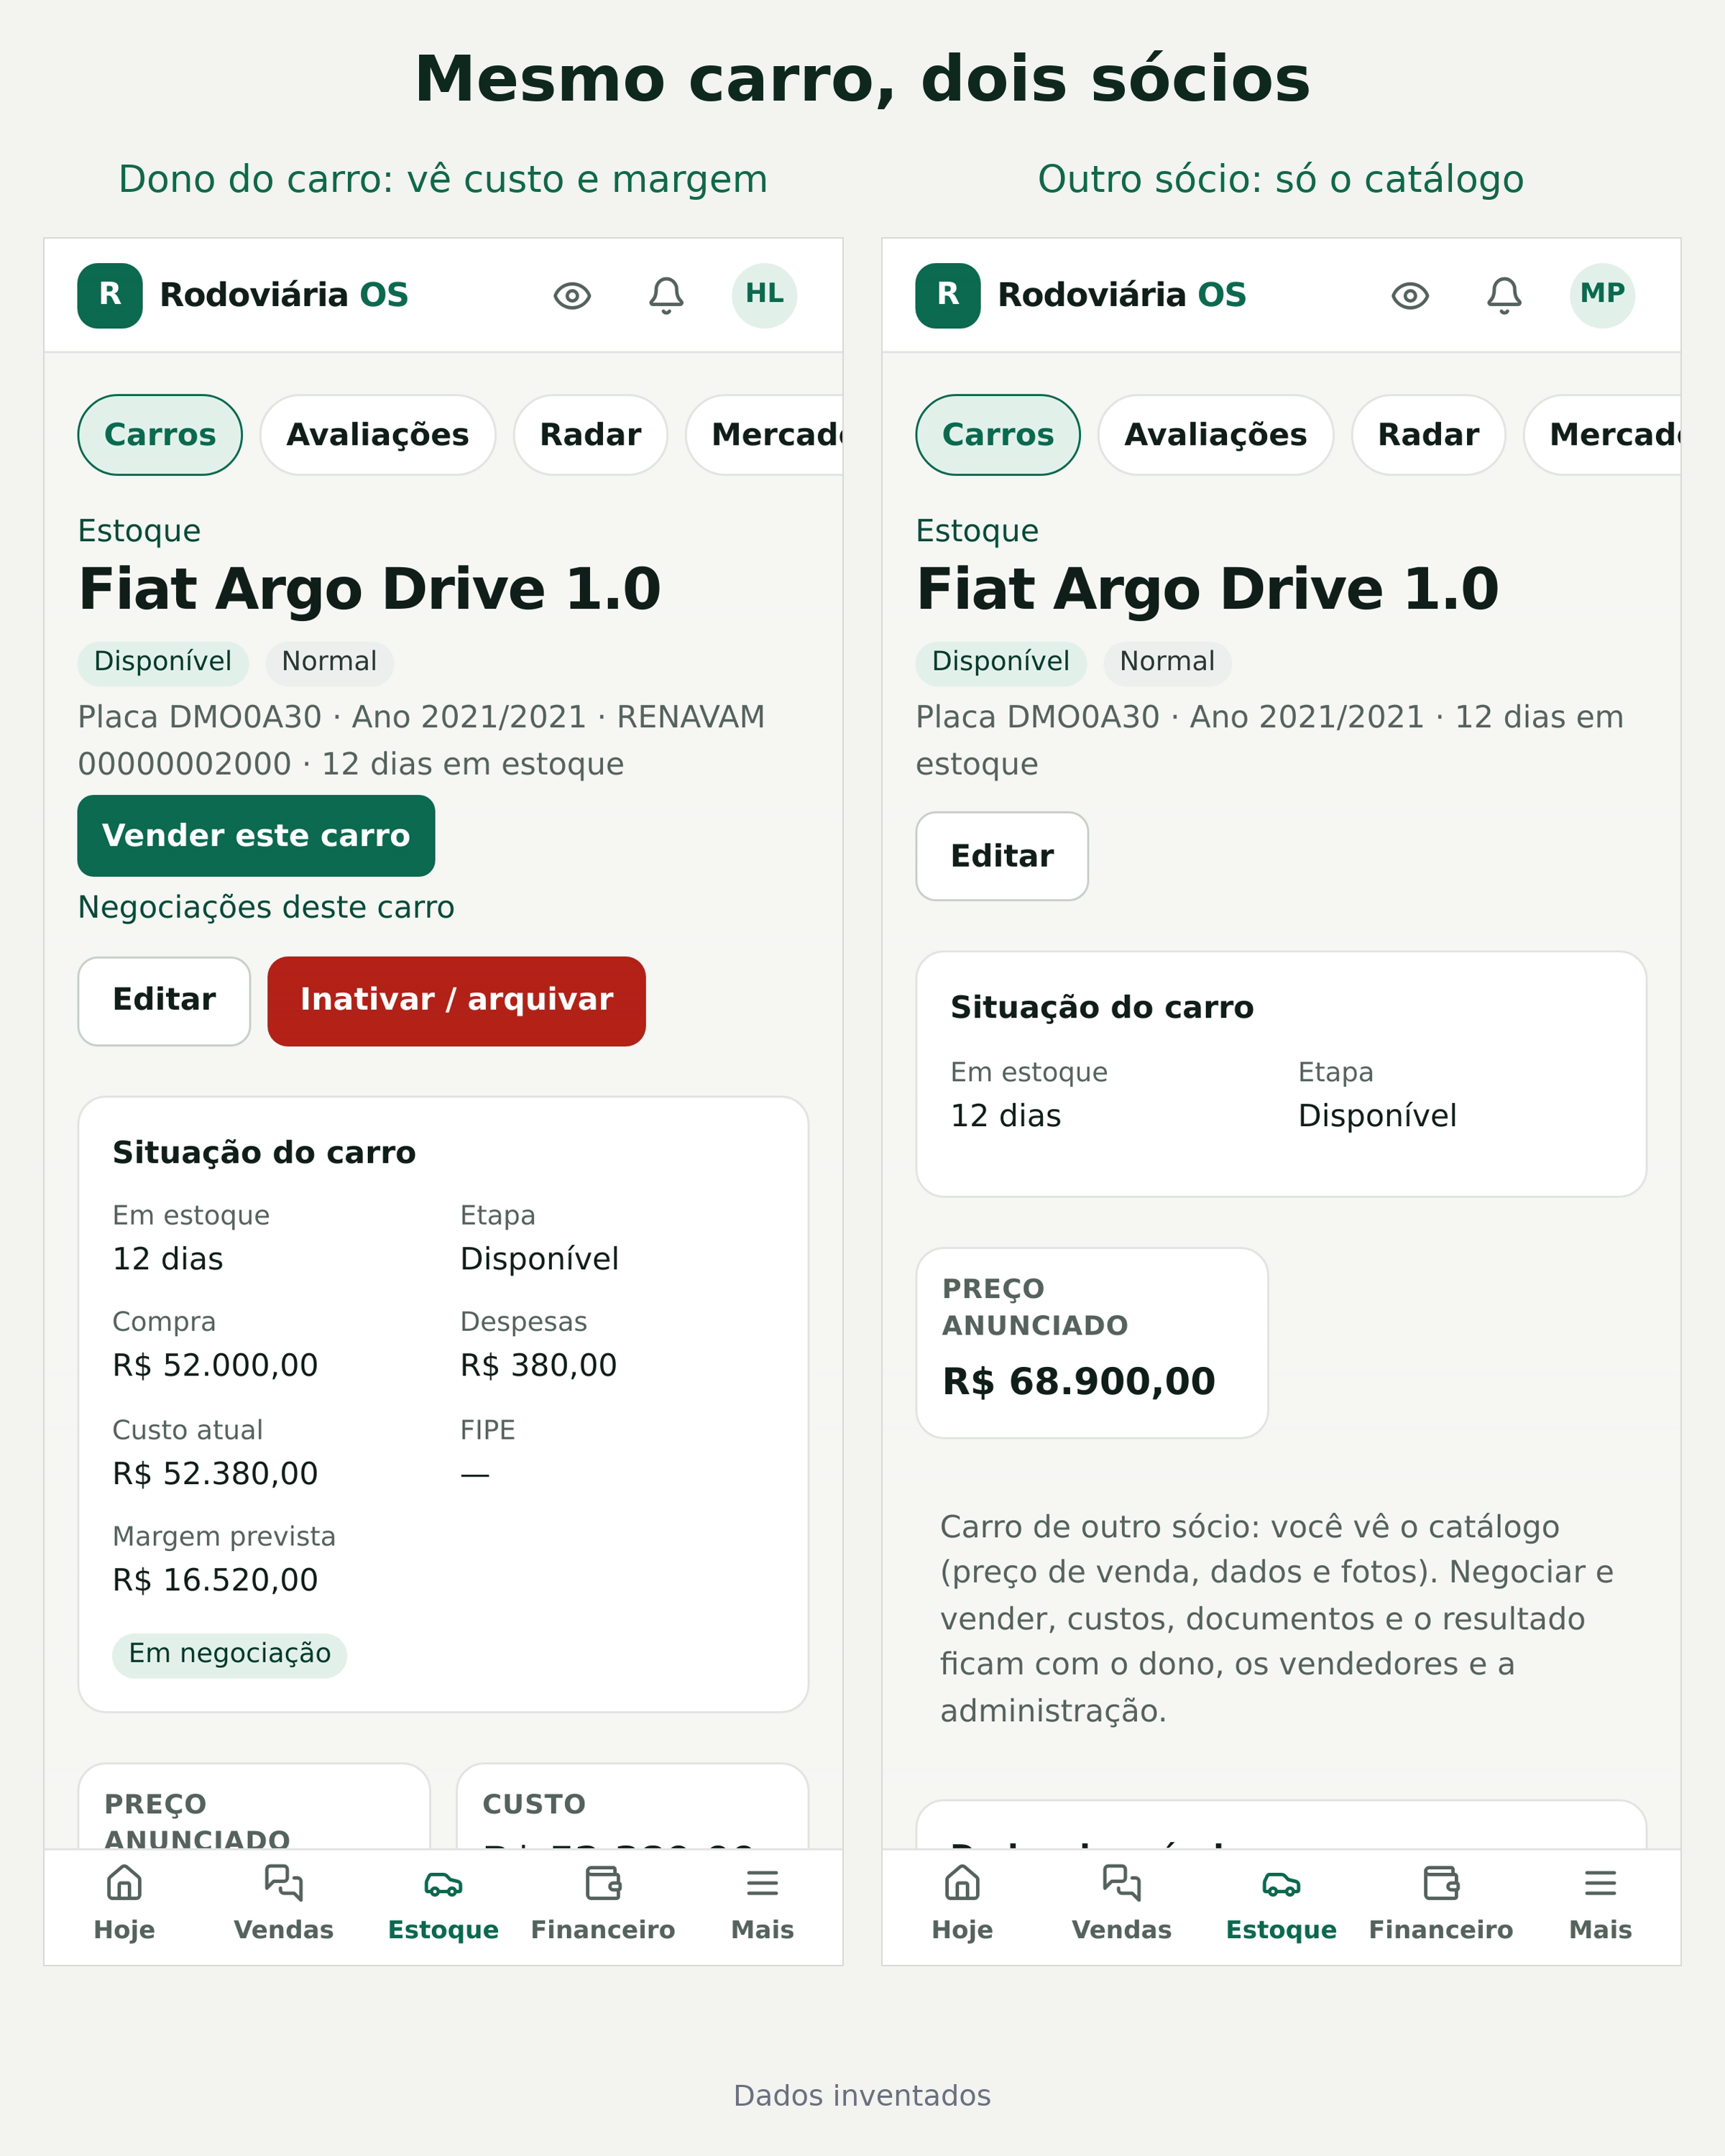 Mesmo carro, dois sócios
Dono do carro: vê custo e margem
R
Rodoviária OS
HL
Carros
Avaliações
Radar
Estoque
Fiat Argo Drive 1.0
Disponível
Normal
Placa DMO0A30 · Ano 2021/2021 · RENAVAM
00000002000 · 12 dias em estoque
Vender este carro
Negociações deste carro
Editar
Inativar / arquivar
Situação do carro
Em estoque
12 dias
Etapa
Disponível
Compra
R$ 52.000,00
Despesas
R$ 380,00
Custo atual
R$ 52.380,00
FIPE
—
Margem prevista
R$ 16.520,00
Em negociação
PREÇO
ANUNCIADO
CUSTO
Hoje
Vendas
Estoque
Financeiro
Mais
Outro sócio: só o catálogo
R
Rodoviária OS
MP
Carros
Avaliações
Radar
Estoque
Fiat Argo Drive 1.0
Disponível
Normal
Placa DMO0A30 · Ano 2021/2021 · 12 dias em
estoque
Editar
Situação do carro
Em estoque
12 dias
Etapa
Disponível
PREÇO
ANUNCIADO
R$ 68.900,00
Carro de outro sócio: você vê o catálogo
(preço de venda, dados e fotos). Negociar e
vender, custos, documentos e o resultado
ficam com o dono, os vendedores e a
administração.
Hoje
Vendas
Estoque
Financeiro
Mais
Dados inventados